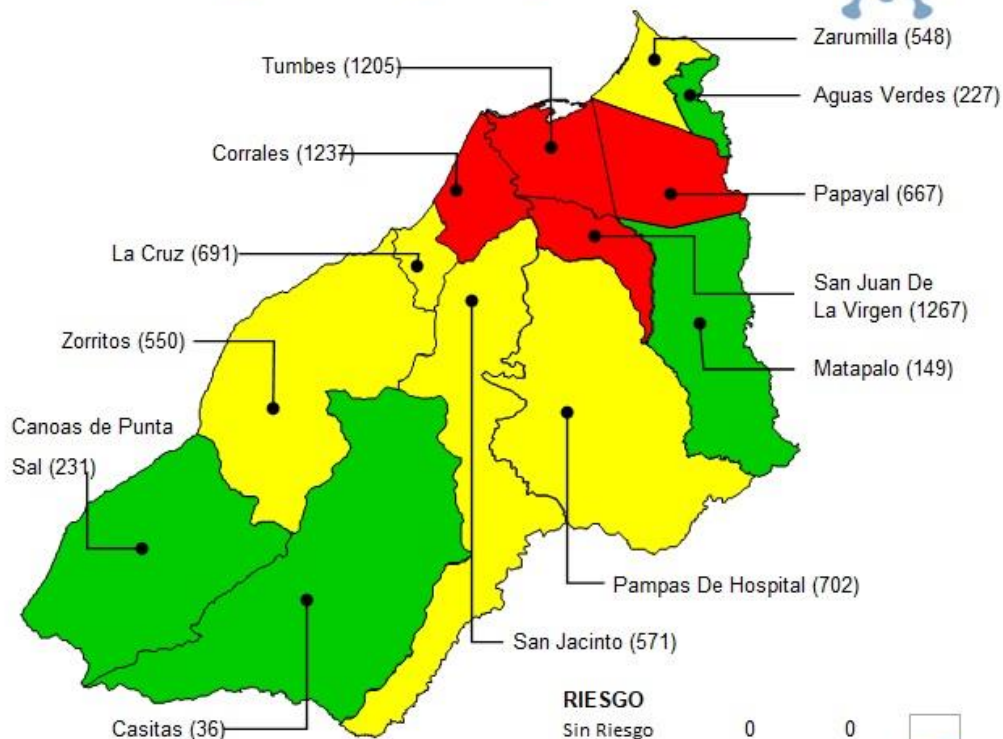 Zarumilla (548)
Tumbes (1205)
Aguas Verdes (227)
Corrales (1237)
Papayal (667)
La Cruz (691)
San Juan De
La Virgen (1267)
Zorritos (550)
Matapalo (149)
Canoas de Punta
Sal (231)
Pampas De Hospital (702)
San Jacinto (571)
Casitas (36)
RIESGO
Sin Riesgo 0 0